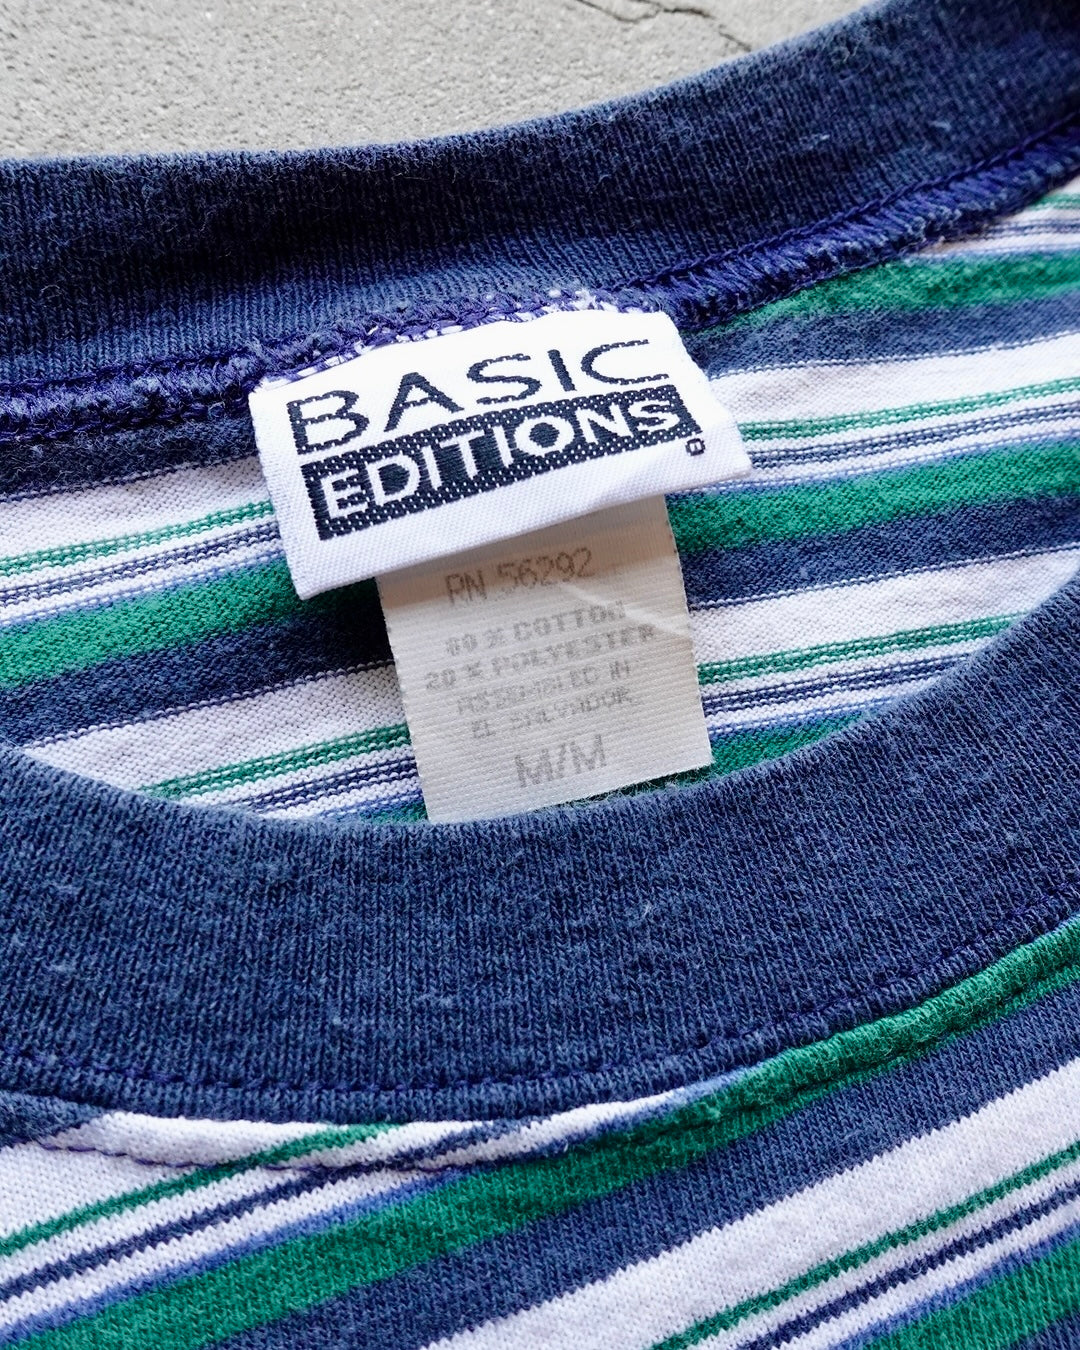 BASIC
EDITIONS
RN 56292
80% COTTON
20% POLYESTER
ASSEMBLED IN
EL SALVADOR
M/M